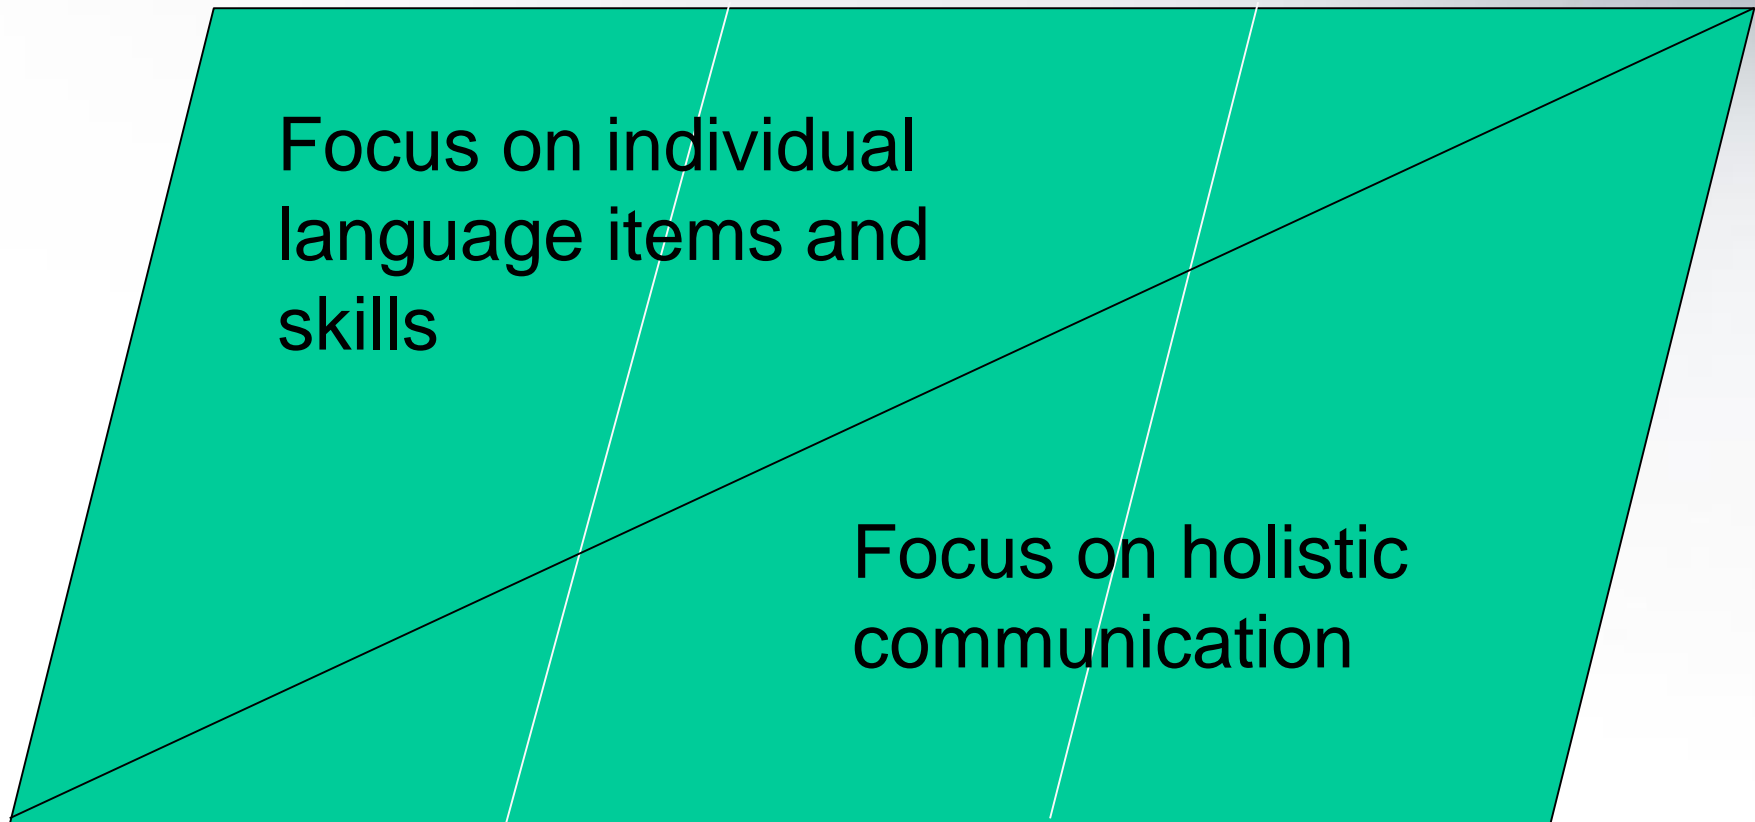 Focus on individual
language items and
skills
Focus on holistic
communication